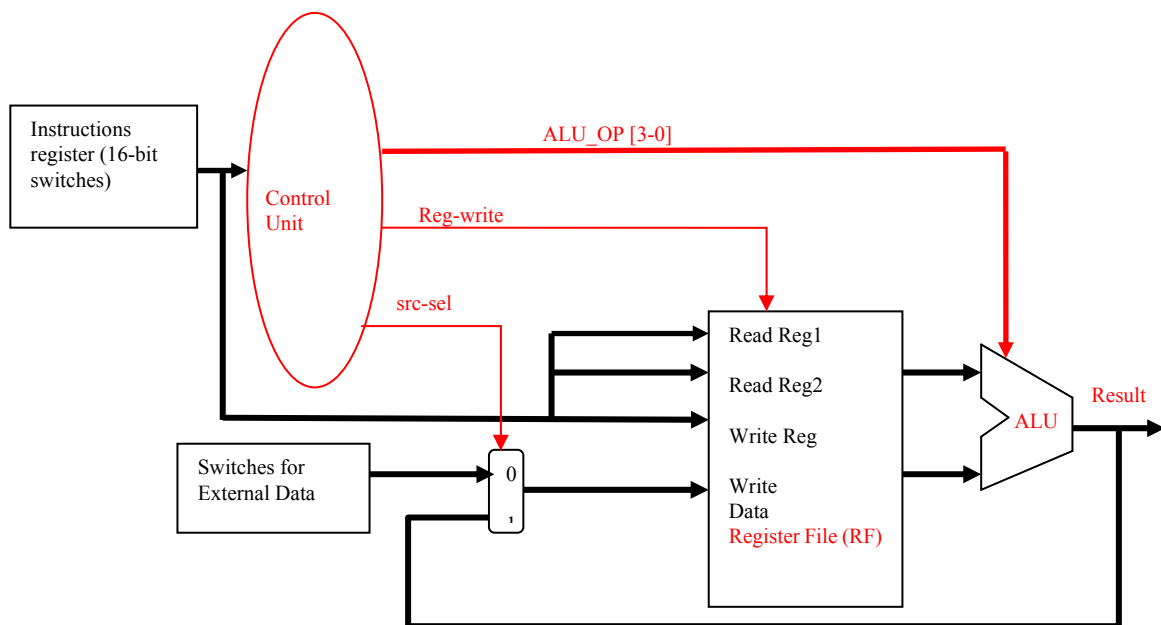 Instructions
register (16-bit
switches)
ALU_OP [3-0]
Control
Unit
Reg-write
src-sel
Read Reg1
Read Reg2
Write Reg
Write
Data
Register File (RF)
ALU
Result
Switches for
External Data
0
1